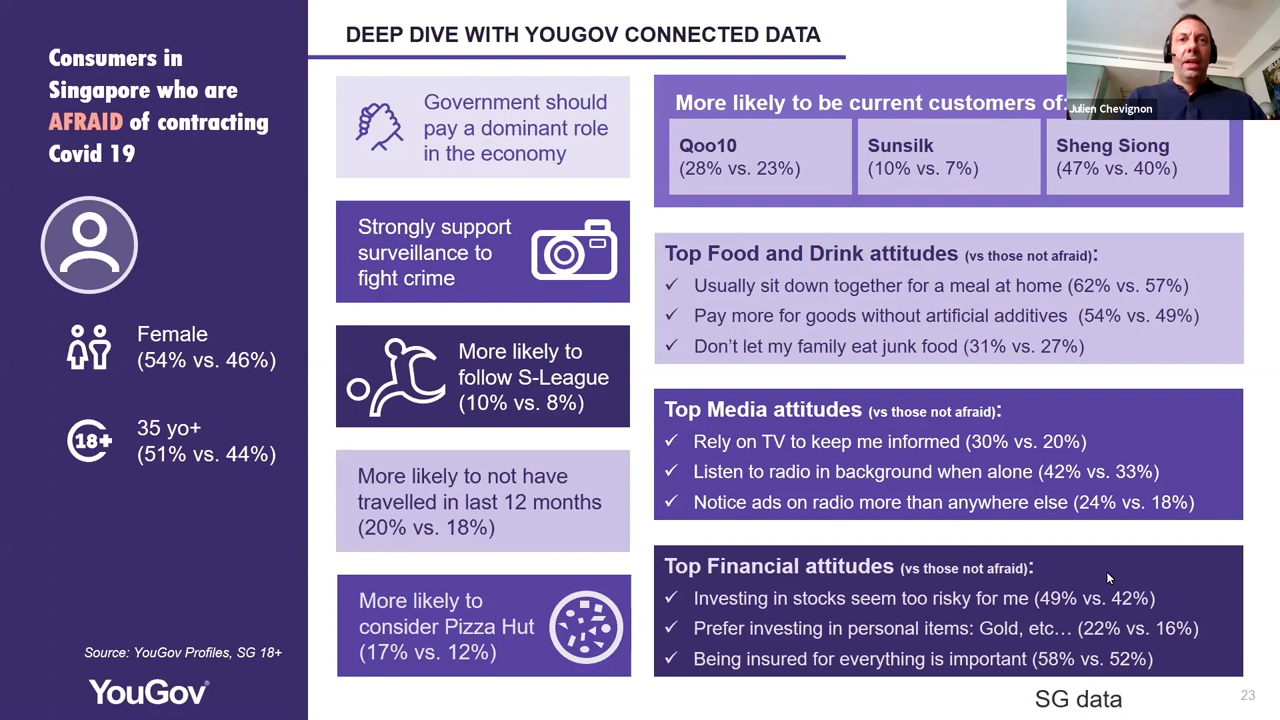 Consumers in
Singapore who are
AFRAID of contracting
Covid 19
Female
(54% vs. 46%)
18+
35 yo+
(51% vs. 44%)
Source: YouGov Profiles, SG 18+
YouGov®
DEEP DIVE WITH YOUGOV CONNECTED DATA
Government should
pay a dominant role
in the economy
Strongly support
surveillance to
fight crime
More likely to
follow S-League
(10% vs. 8%)
More likely to not have
travelled in last 12 months
(20% vs. 18%)
More likely to
consider Pizza Hut
(17% vs. 12%)
More likely to be current customers of:
Qoo10
(28% vs. 23%)
Sunsilk
(10% vs. 7%)
Sheng Siong
(47% vs. 40%)
Top Food and Drink attitudes (vs those not afraid):
✓ Usually sit down together for a meal at home (62% vs. 57%)
✓ Pay more for goods without artificial additives (54% vs. 49%)
✓ Don't let my family eat junk food (31% vs. 27%)
Top Media attitudes (vs those not afraid):
✓ Rely on TV to keep me informed (30% vs. 20%)
✓ Listen to radio in background when alone (42% vs. 33%)
✓ Notice ads on radio more than anywhere else (24% vs. 18%)
Top Financial attitudes (vs those not afraid):
✓ Investing in stocks seem too risky for me (49% vs. 42%)
✓ Prefer investing in personal items: Gold, etc… (22% vs. 16%)
✓ Being insured for everything is important (58% vs. 52%)
SG data
23
Julien Chevignon